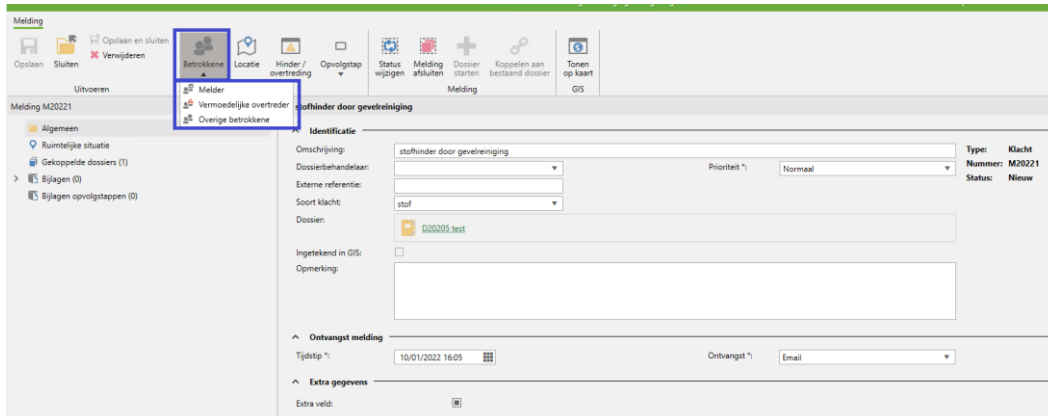 Melding
Opslaan
Sluiten
Opslaan en sluiten
Verwijderen
Uitvoeren
Betrokkene
Locatie
Hinder / overtreding
Opvolgstap
Status wijzigen
Melding afsluiten
Dossier starten
Koppelen aan bestaand dossier
Melding
Tonen op kaart
GIS
Melder
Vermoedelijke overtreder
Overige betrokkene
Melding M20221
Algemeen
Ruimtelijke situatie
Gekoppelde dossiers (1)
Bijlagen (0)
Bijlagen opvolgstappen (0)
stofhinder door gevelreiniging
Identificatie
Omschrijving: stofhinder door gevelreiniging
Dossierbehandelaar:
Prioriteit *: Normaal
Externe referentie:
Soort klacht: stof
Dossier: D20205 test
Ingetekend in GIS:
Opmerking:
Type: Klacht
Nummer: M20221
Status: Nieuw
Ontvangst melding
Tijdstip *: 10/01/2022 16:05
Ontvangst *: Email
Extra gegevens
Extra veld: